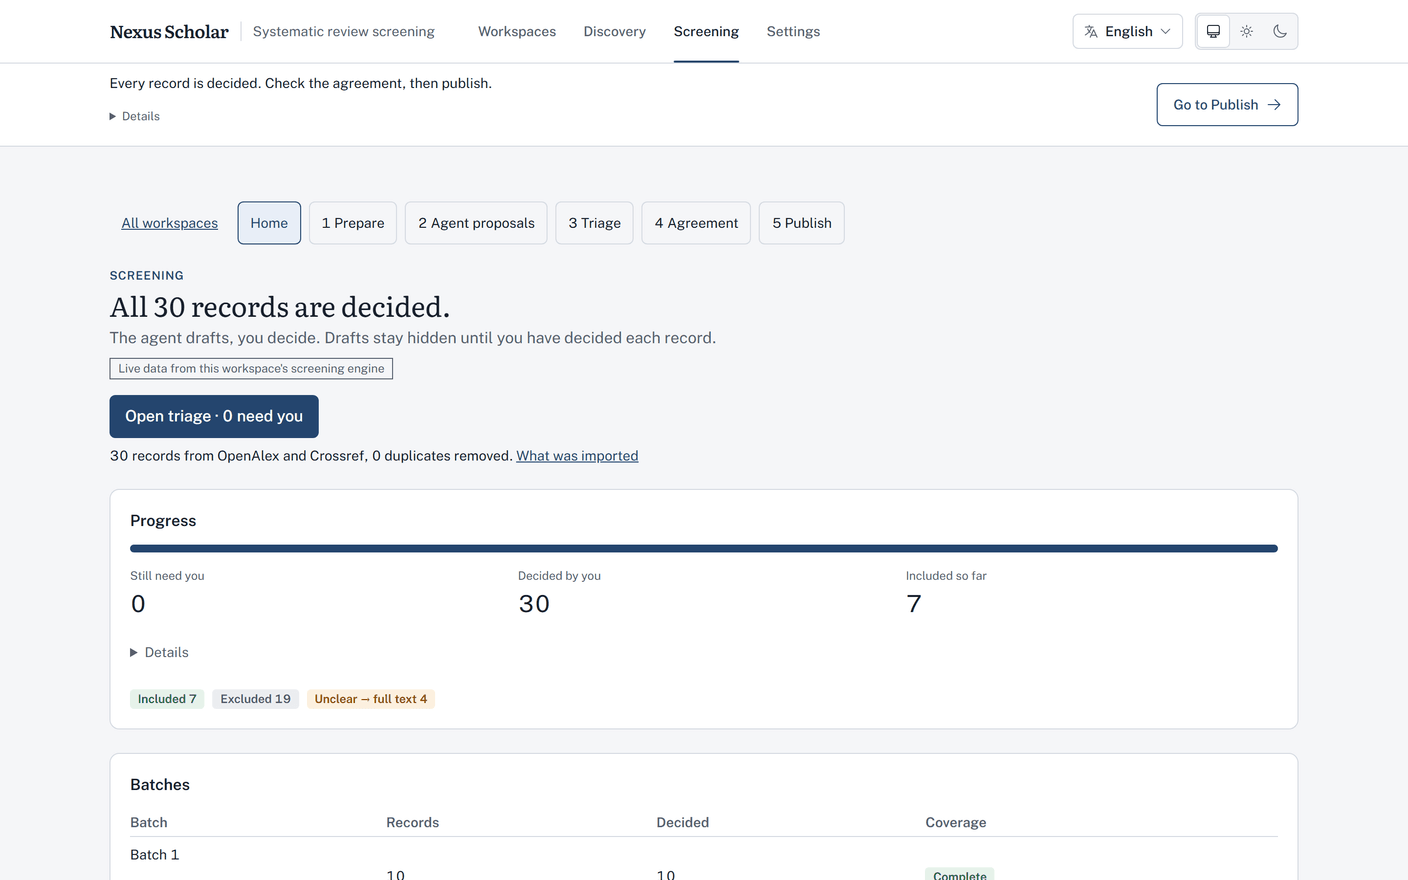 Nexus Scholar
Systematic review screening
Workspaces
Discovery
Screening
Settings
English
Every record is decided. Check the agreement, then publish.
Details
Go to Publish →
All workspaces
Home
1 Prepare
2 Agent proposals
3 Triage
4 Agreement
5 Publish
SCREENING
All 30 records are decided.
The agent drafts, you decide. Drafts stay hidden until you have decided each record.
Live data from this workspace's screening engine
Open triage · 0 need you
30 records from OpenAlex and Crossref, 0 duplicates removed. What was imported
Progress
Still need you
Decided by you
Included so far
0
30
7
Details
Included 7
Excluded 19
Unclear → full text 4
Batches
Batch
Records
Decided
Coverage
Batch 1
10
10
Complete